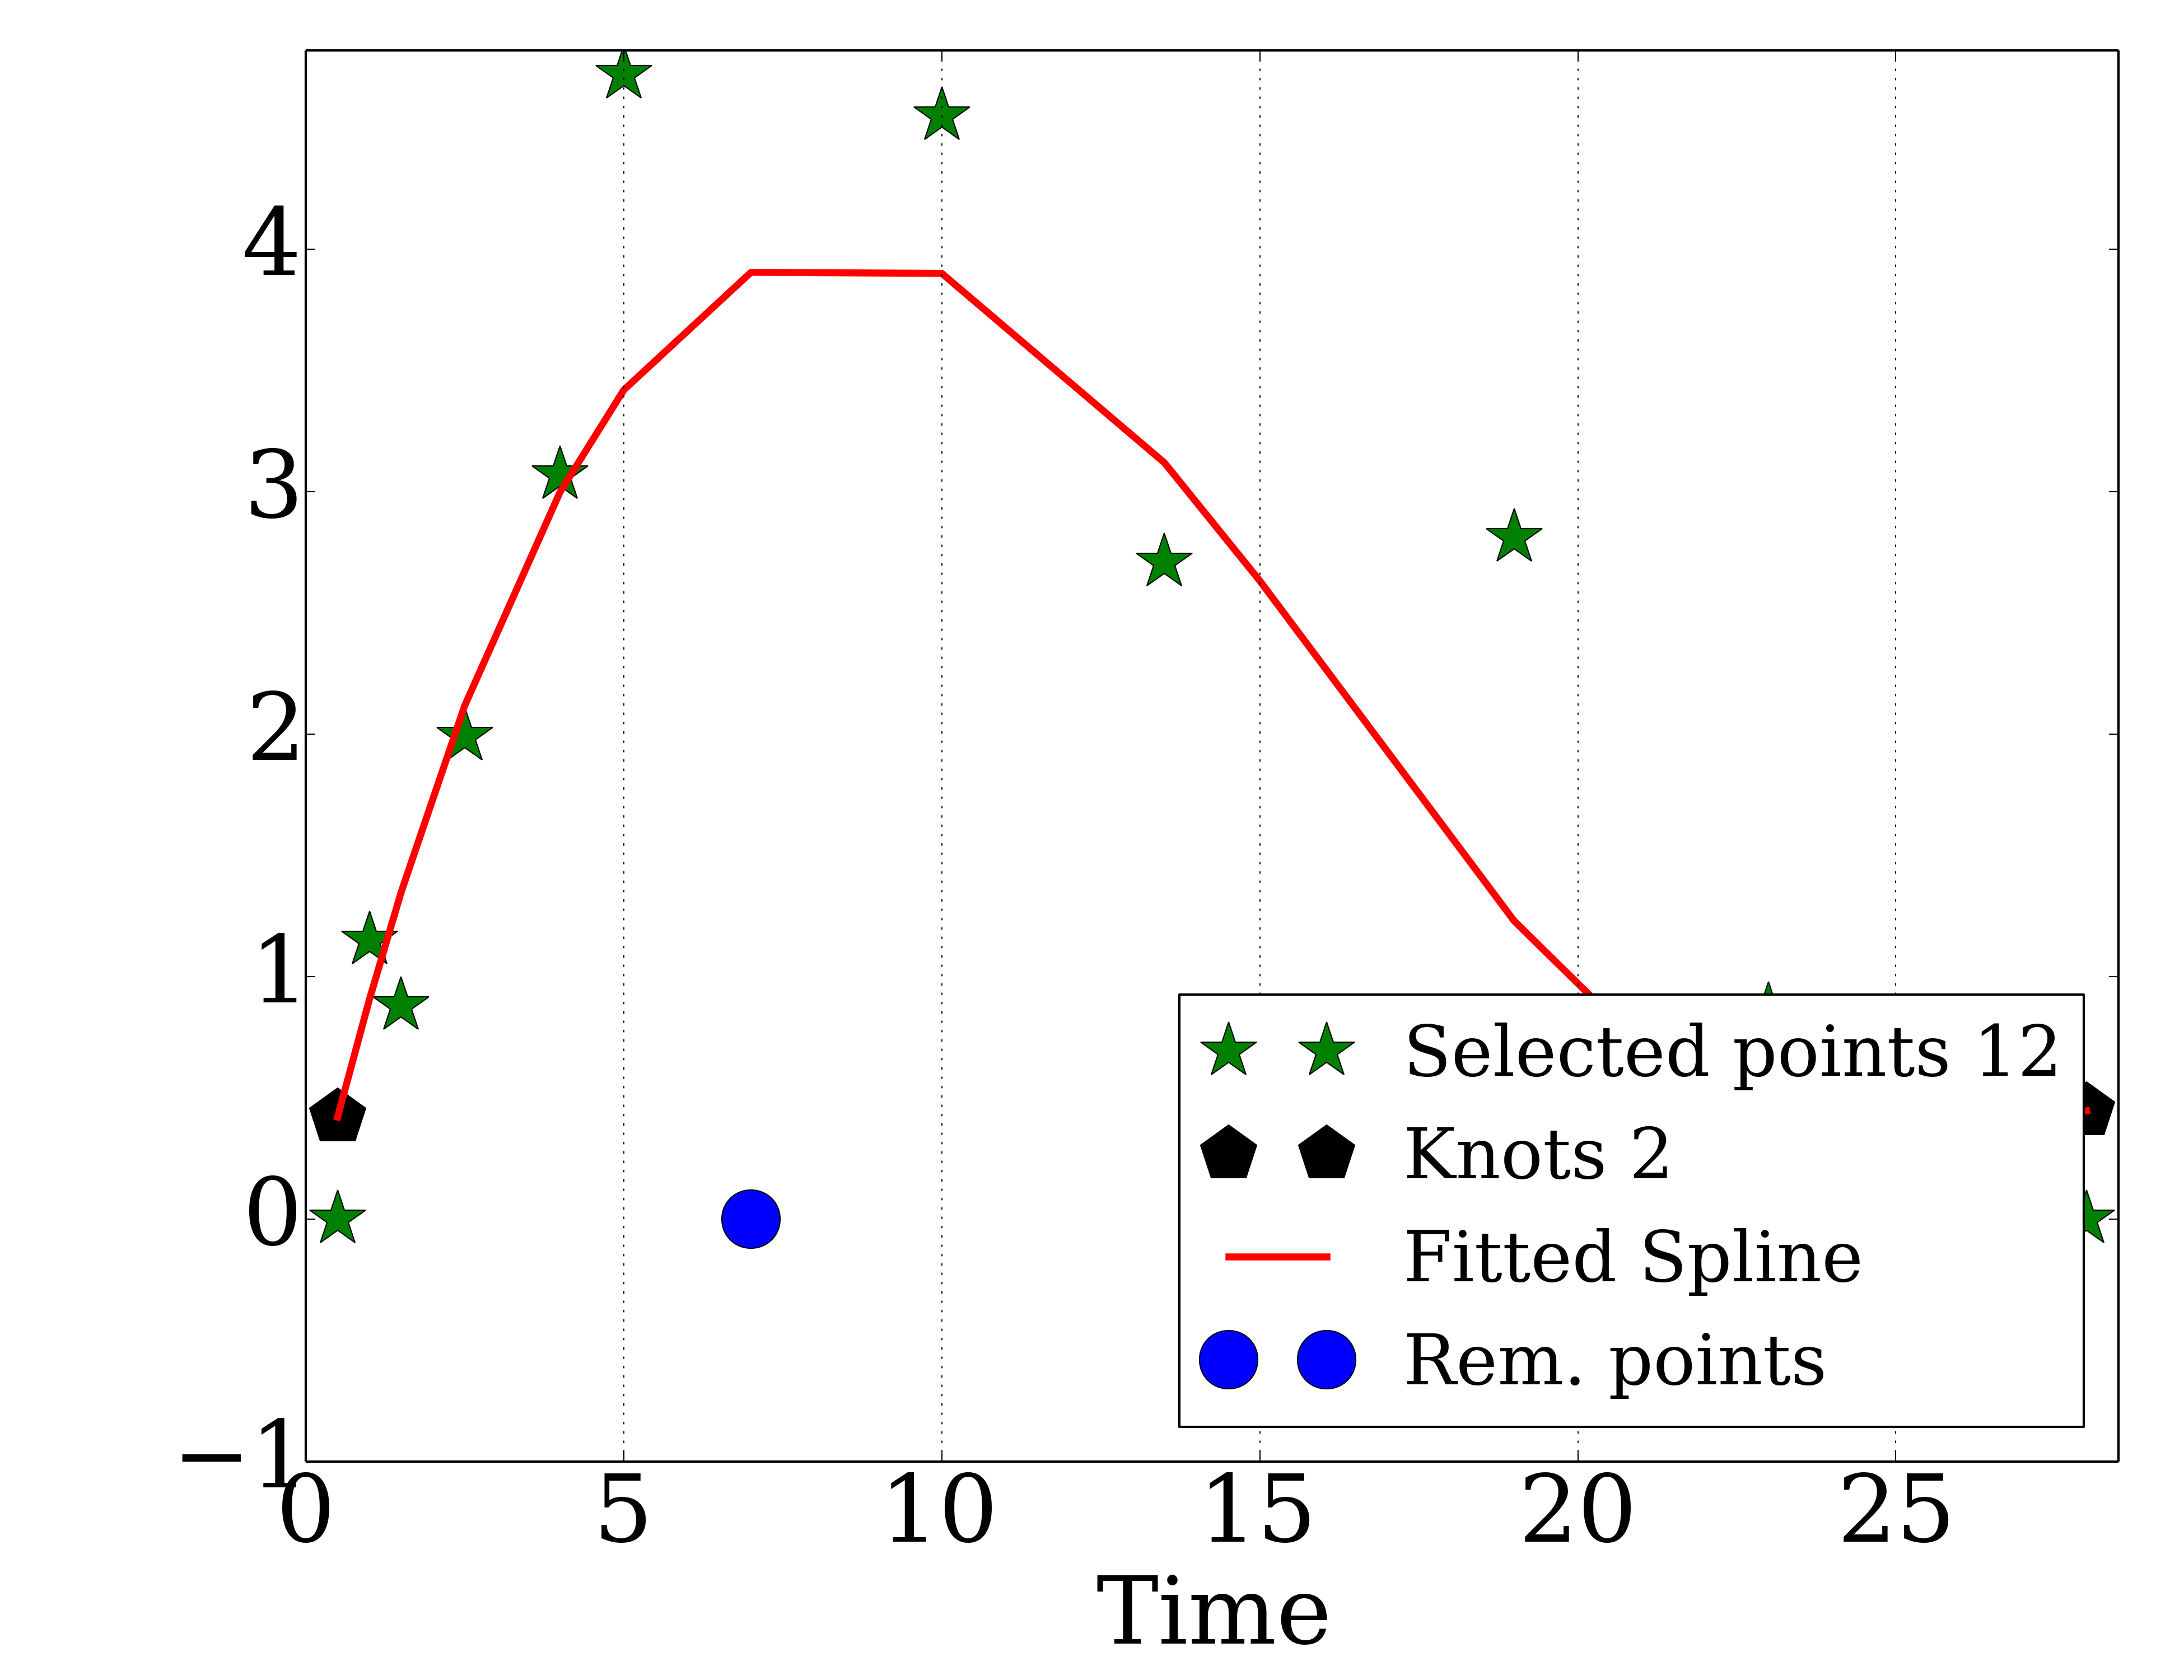 4
3
2
1
0
−1
Selected points 12
Knots 2
Fitted Spline
Rem. points
0 5 10 15 20 25
Time